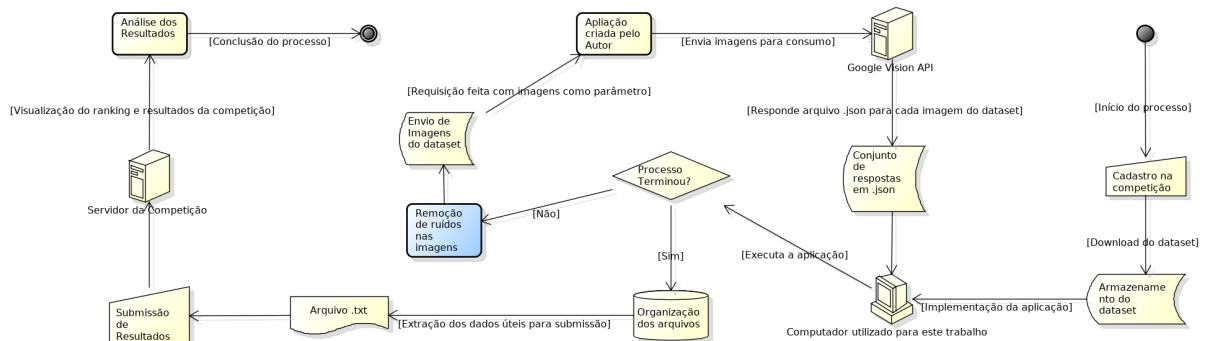 Análise dos
Resultados
[Conclusão do processo]
Apliação
criada pelo
Autor
[Envia imagens para consumo]
Google Vision API
[Requisição feita com imagens como parâmetro]
[Visualização do ranking e resultados da competição]
[Responde arquivo .json para cada imagem do dataset]
[Início do processo]
Envio de
Imagens
do dataset
Processo
Terminou?
Conjunto
de
respostas
em .json
Cadastro na
competição
Servidor da Competição
Remoção
de ruídos
nas
imagens
[Não]
[Sim]
[Executa a aplicação]
[Download do dataset]
Armazename
nto do
dataset
[Implementação da aplicação]
Computador utilizado para este trabalho
Organização
dos arquivos
[Extração dos dados úteis para submissão]
Arquivo .txt
Submissão
de
Resultados